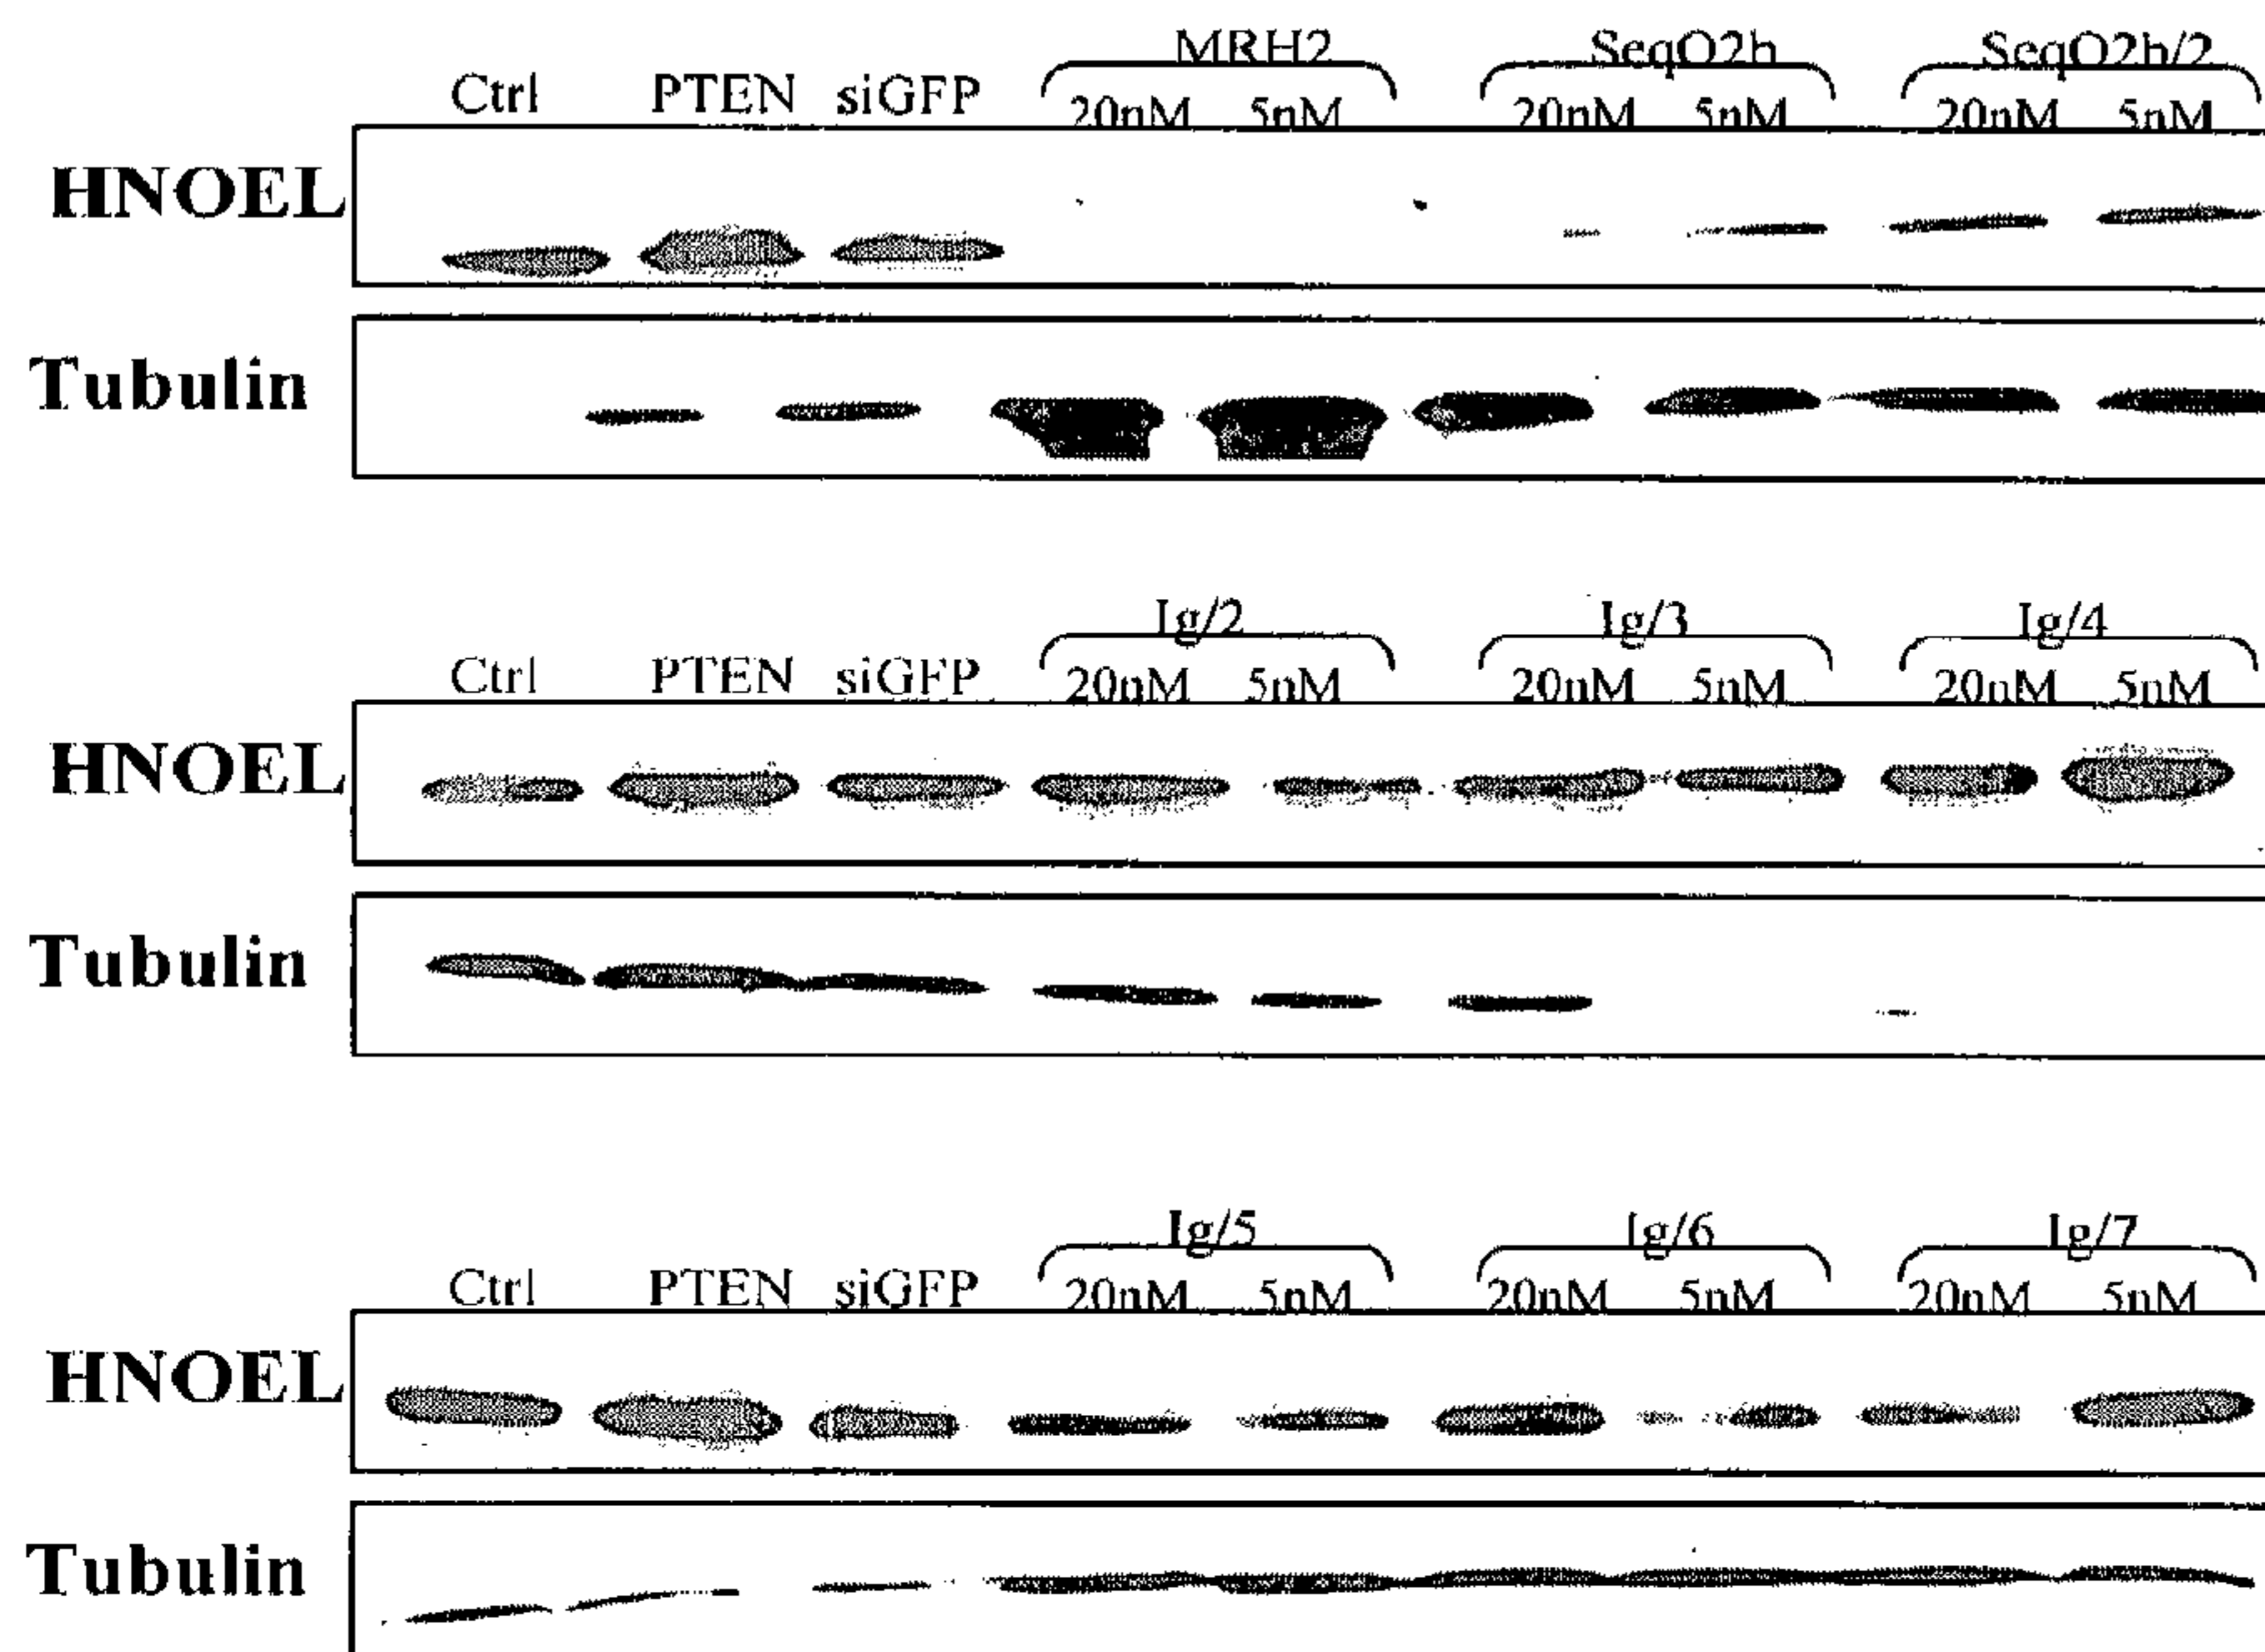 MRH2 SeqO2b SeqO2b/2
Ctrl PTEN siGFP 20nM 5nM 20nM 5nM 20nM 5nM
HNOEL
Tubulin
Ig/2 Ig/3 Ig/4
Ctrl PTEN siGFP 20nM 5nM 20nM 5nM 20nM 5nM
HNOEL
Tubulin
Ig/5 Ig/6 Ig/7
Ctrl PTEN siGFP 20nM 5nM 20nM 5nM 20nM 5nM
HNOEL
Tubulin